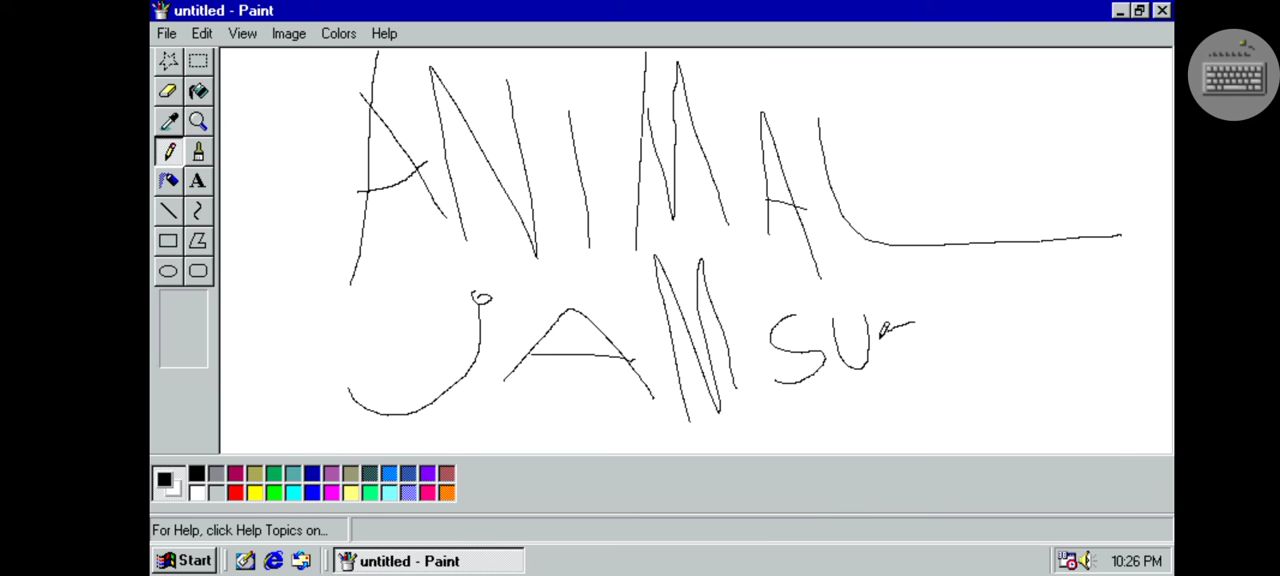 untitled - Paint
File Edit View Image Colors Help
A
ANIMAL
JAM SU
For Help, click Help Topics on...
Start untitled - Paint 10:26 PM